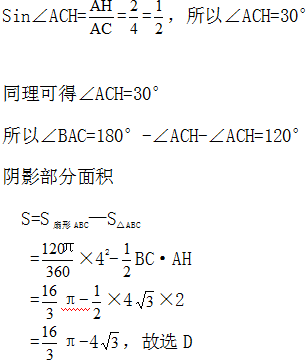 Sin∠ACH=AH/AC=2/4=1/2，所以∠ACH=30°
同理可得∠ACH=30°
所以∠BAC=180°-∠ACH-∠ACH=120°
阴影部分面积
S=S扇形ABC—S△ABC
=120π/360×4²-1/2BC·AH
=16/3π-1/2×4√3×2
=16/3π-4√3，故选D